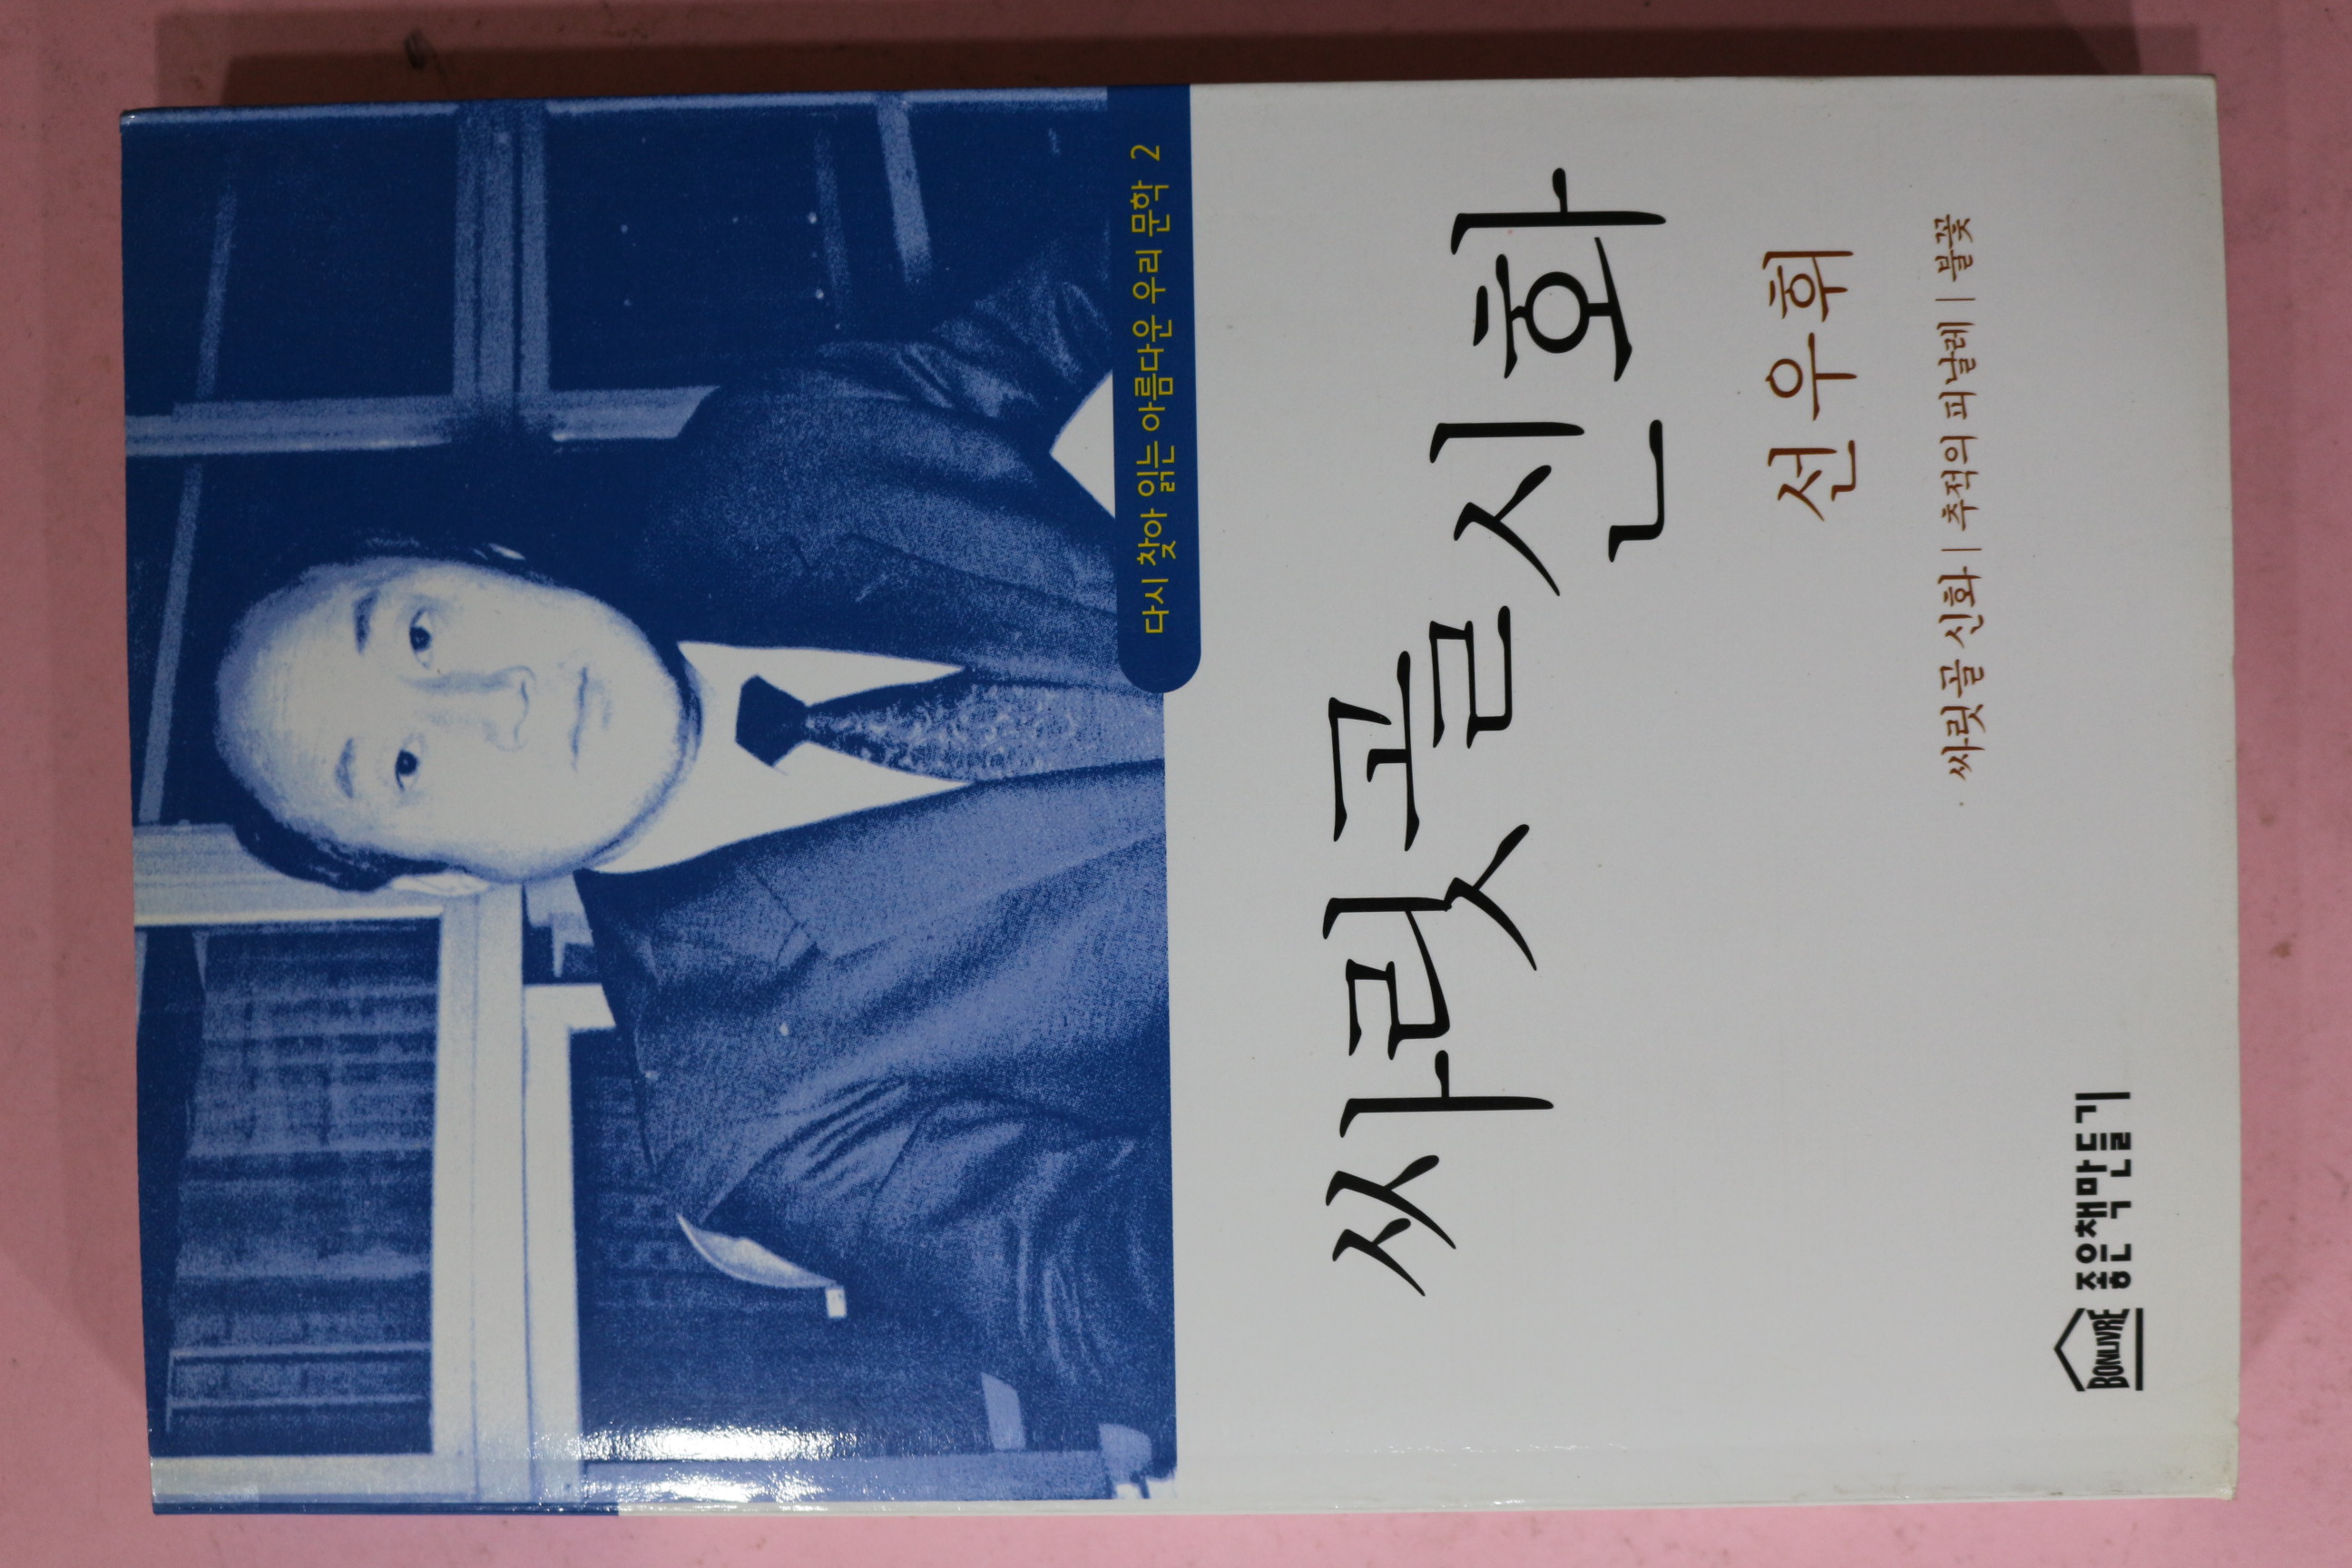 다시 찾아 읽는 아름다운 우리 문학 2
싸릿골 신화
선우휘
싸릿골 신화 | 추적의 피날레 | 불꽃
BONLIVRE
좋은책만들기